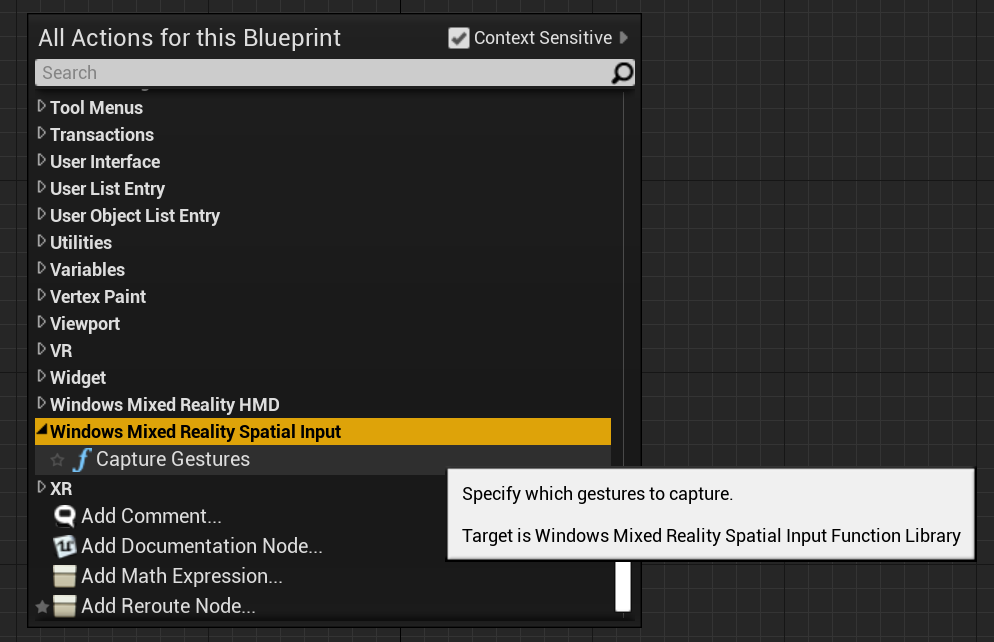 All Actions for this Blueprint
Context Sensitive
Search
Tool Menus
Transactions
User Interface
User List Entry
User Object List Entry
Utilities
Variables
Vertex Paint
Viewport
VR
Widget
Windows Mixed Reality HMD
Windows Mixed Reality Spatial Input
Capture Gestures
Specify which gestures to capture.
Target is Windows Mixed Reality Spatial Input Function Library
XR
Add Comment...
Add Documentation Node...
Add Math Expression...
Add Reroute Node...